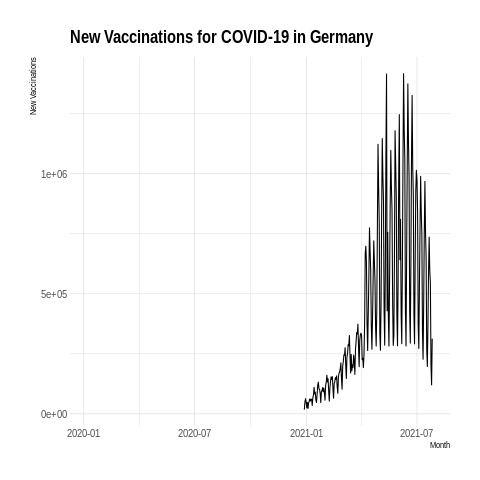 New Vaccinations for COVID-19 in Germany
New Vaccinations
1e+06
5e+05
0e+00
2020-01 2020-07 2021-01 2021-07
Month